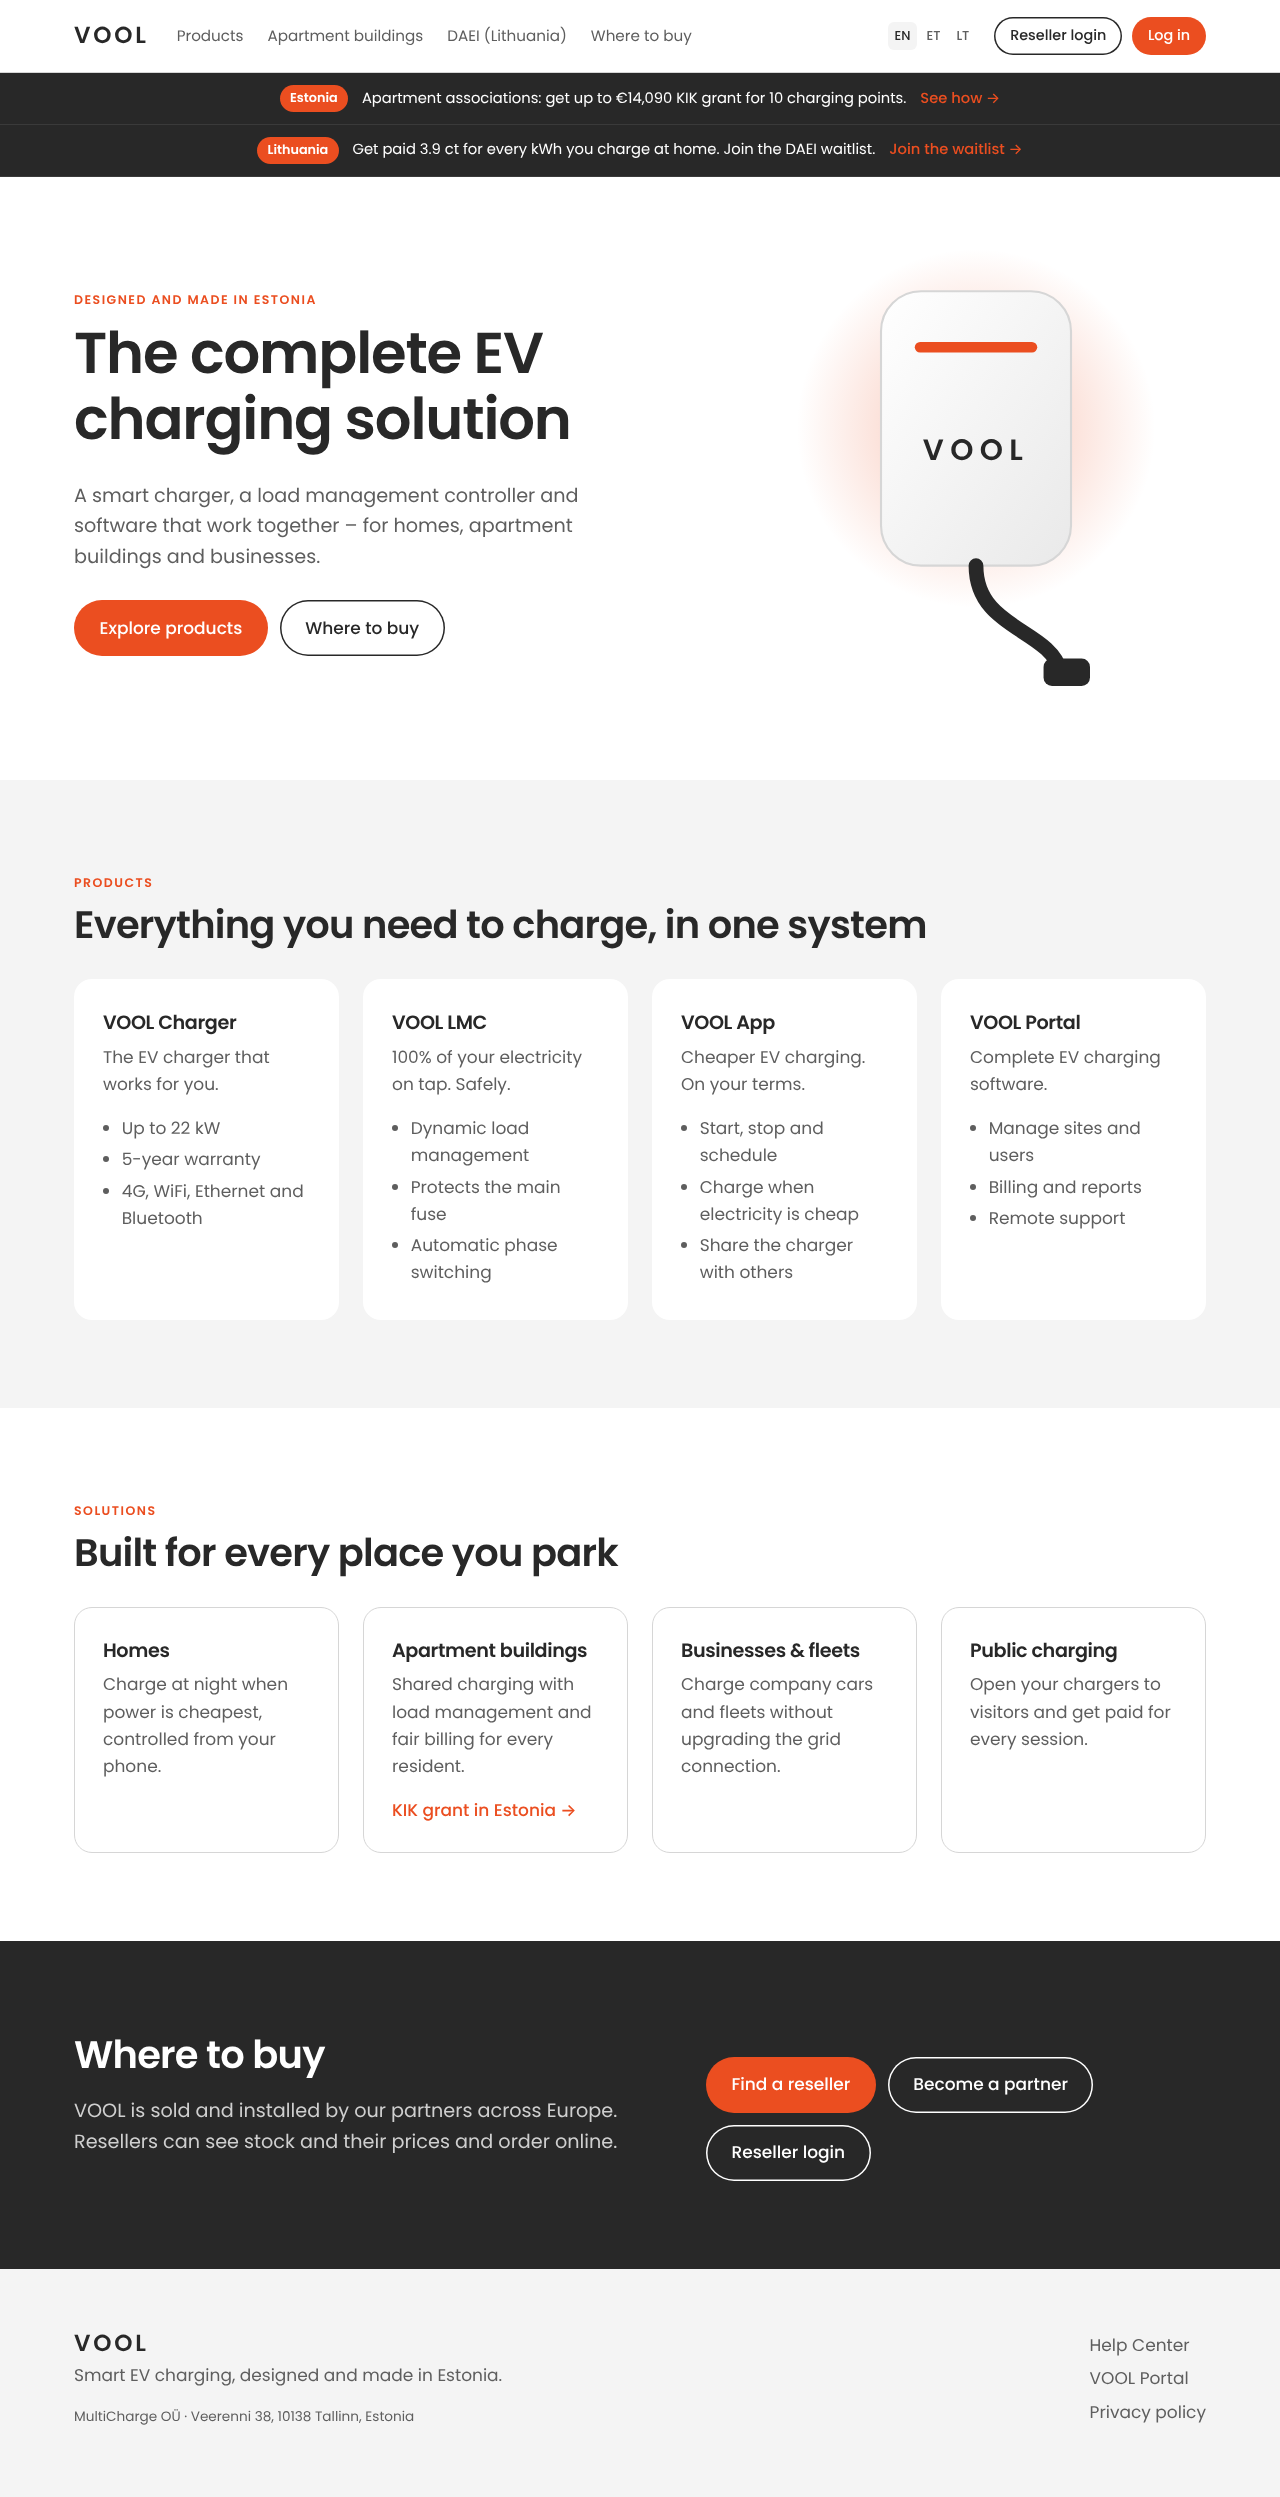 VOOL
Products
Apartment buildings
DAEI (Lithuania)
Where to buy
EN
ET
LT
Reseller login
Log in
Estonia
Apartment associations: get up to €14,090 KIK grant for 10 charging points.
See how →
Lithuania
Get paid 3.9 ct for every kWh you charge at home. Join the DAEI waitlist.
Join the waitlist →
DESIGNED AND MADE IN ESTONIA
The complete EV
charging solution
A smart charger, a load management controller and
software that work together – for homes, apartment
buildings and businesses.
Explore products
Where to buy
VOOL
PRODUCTS
Everything you need to charge, in one system
VOOL Charger
The EV charger that
works for you.
• Up to 22 kW
• 5-year warranty
• 4G, WiFi, Ethernet and
Bluetooth
VOOL LMC
100% of your electricity
on tap. Safely.
• Dynamic load
management
• Protects the main
fuse
• Automatic phase
switching
VOOL App
Cheaper EV charging.
On your terms.
• Start, stop and
schedule
• Charge when
electricity is cheap
• Share the charger
with others
VOOL Portal
Complete EV charging
software.
• Manage sites and
users
• Billing and reports
• Remote support
SOLUTIONS
Built for every place you park
Homes
Charge at night when
power is cheapest,
controlled from your
phone.
Apartment buildings
Shared charging with
load management and
fair billing for every
resident.
KIK grant in Estonia →
Businesses & fleets
Charge company cars
and fleets without
upgrading the grid
connection.
Public charging
Open your chargers to
visitors and get paid for
every session.
Where to buy
VOOL is sold and installed by our partners across Europe.
Resellers can see stock and their prices and order online.
Find a reseller
Become a partner
Reseller login
VOOL
Smart EV charging, designed and made in Estonia.
MultiCharge OÜ · Veerenni 38, 10138 Tallinn, Estonia
Help Center
VOOL Portal
Privacy policy